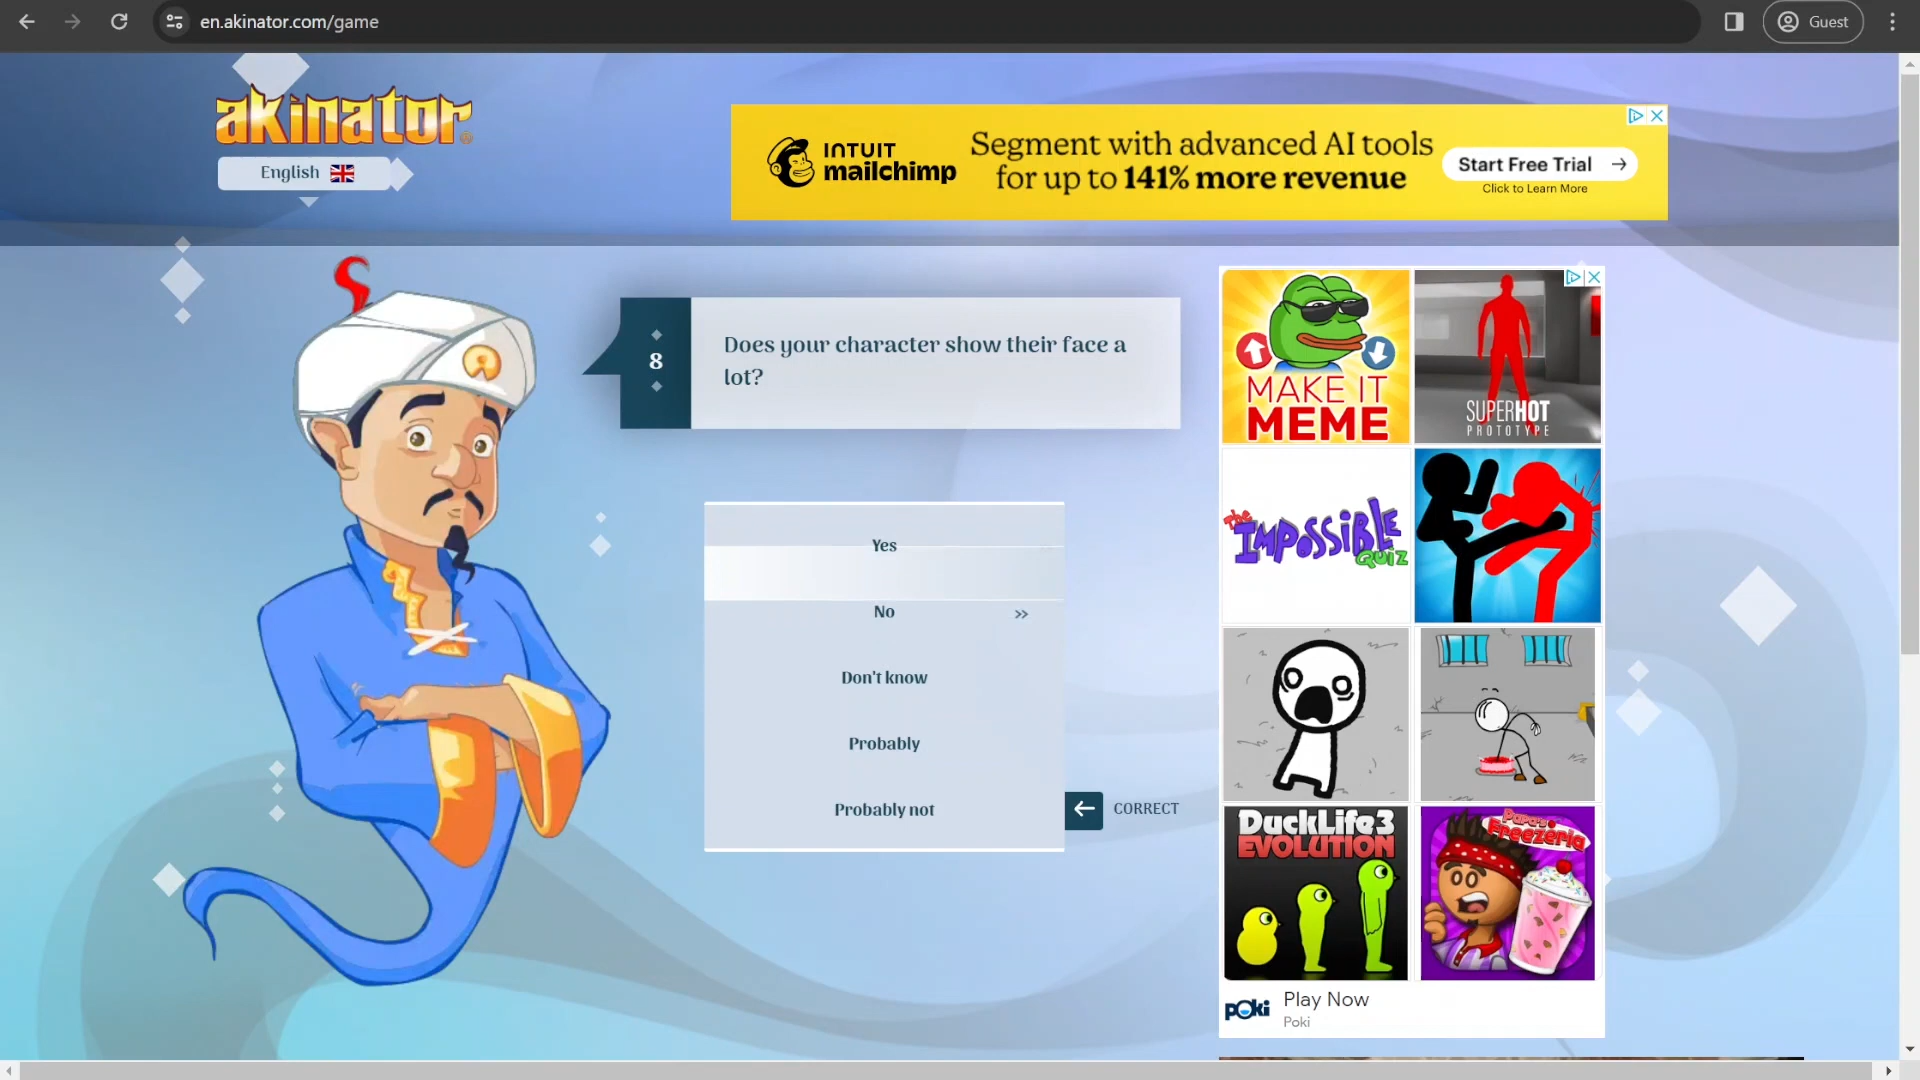 en.akinator.com/game
Guest
akinator
English
INTUIT
mailchimp
Segment with advanced AI tools
for up to 141% more revenue
Start Free Trial →
Click to Learn More
8
Does your character show their face a
lot?
Yes
No
»
Don't know
Probably
Probably not
CORRECT
MAKE IT
MEME
SUPERHOT
PROTOTYPE
The
IMPOSSIBLE
QUIZ
DuckLife3
EVOLUTION
Papa's
Freezeria
poki
Play Now
Poki